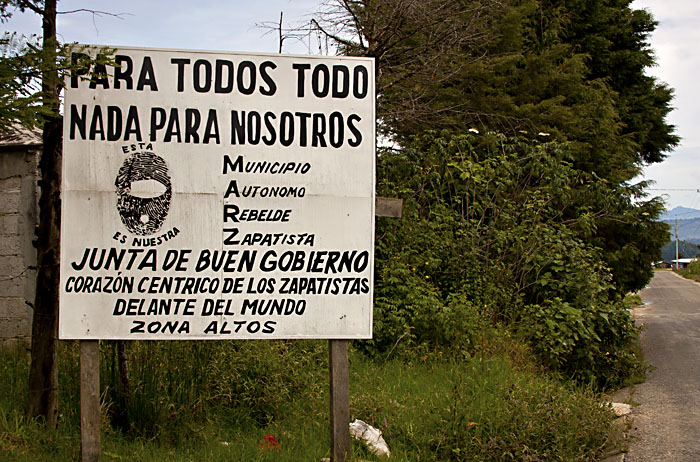 PARA TODOS TODO
NADA PARA NOSOTROS
ESTA
ES NUESTRA
MUNICIPIO
AUTONOMO
REBELDE
ZAPATISTA
JUNTA DE BUEN GOBIERNO
CORAZÓN CENTRICO DE LOS ZAPATISTAS
DELANTE DEL MUNDO
ZONA ALTOS